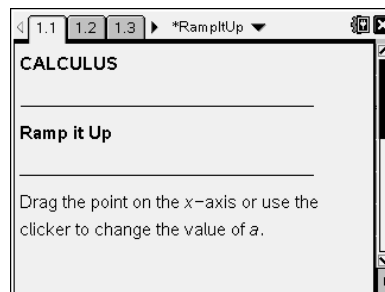 1.1 1.2 1.3 *RampItUp
CALCULUS
Ramp it Up
Drag the point on the x-axis or use the
clicker to change the value of a.